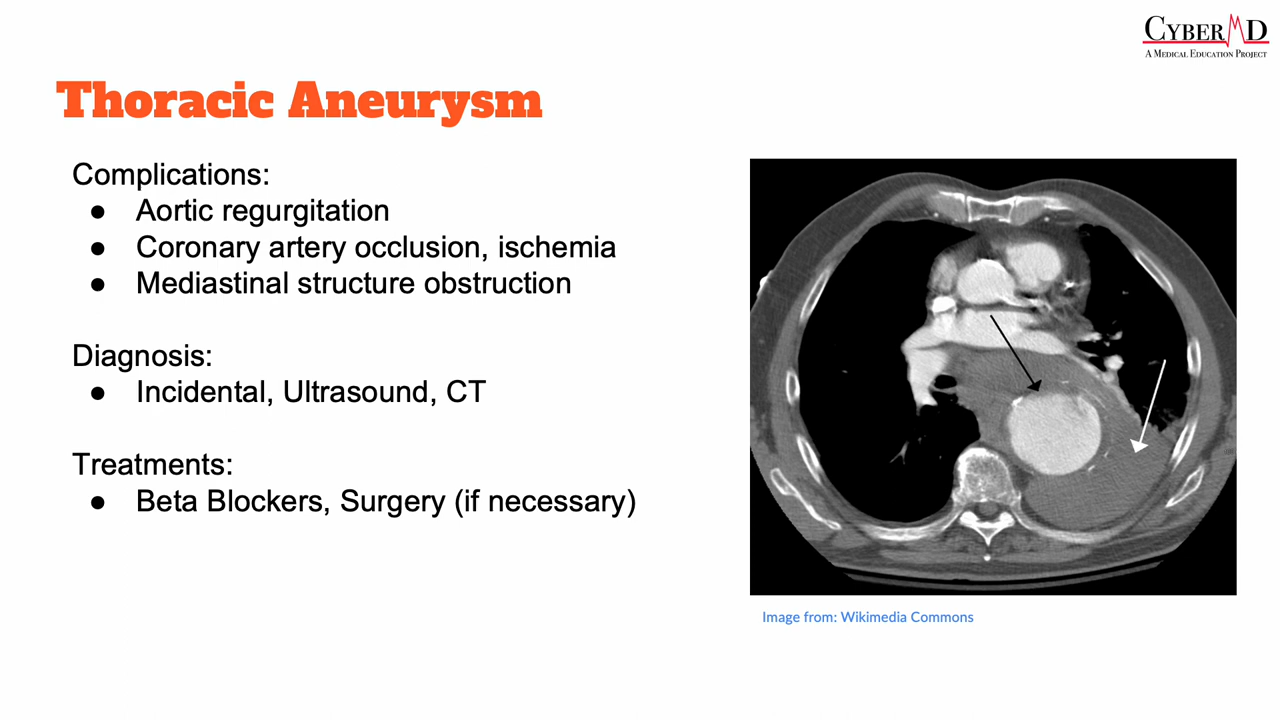 CYBERMD
A MEDICAL EDUCATION PROJECT
Thoracic Aneurysm
Complications:
● Aortic regurgitation
● Coronary artery occlusion, ischemia
● Mediastinal structure obstruction
Diagnosis:
● Incidental, Ultrasound, CT
Treatments:
● Beta Blockers, Surgery (if necessary)
Image from: Wikimedia Commons